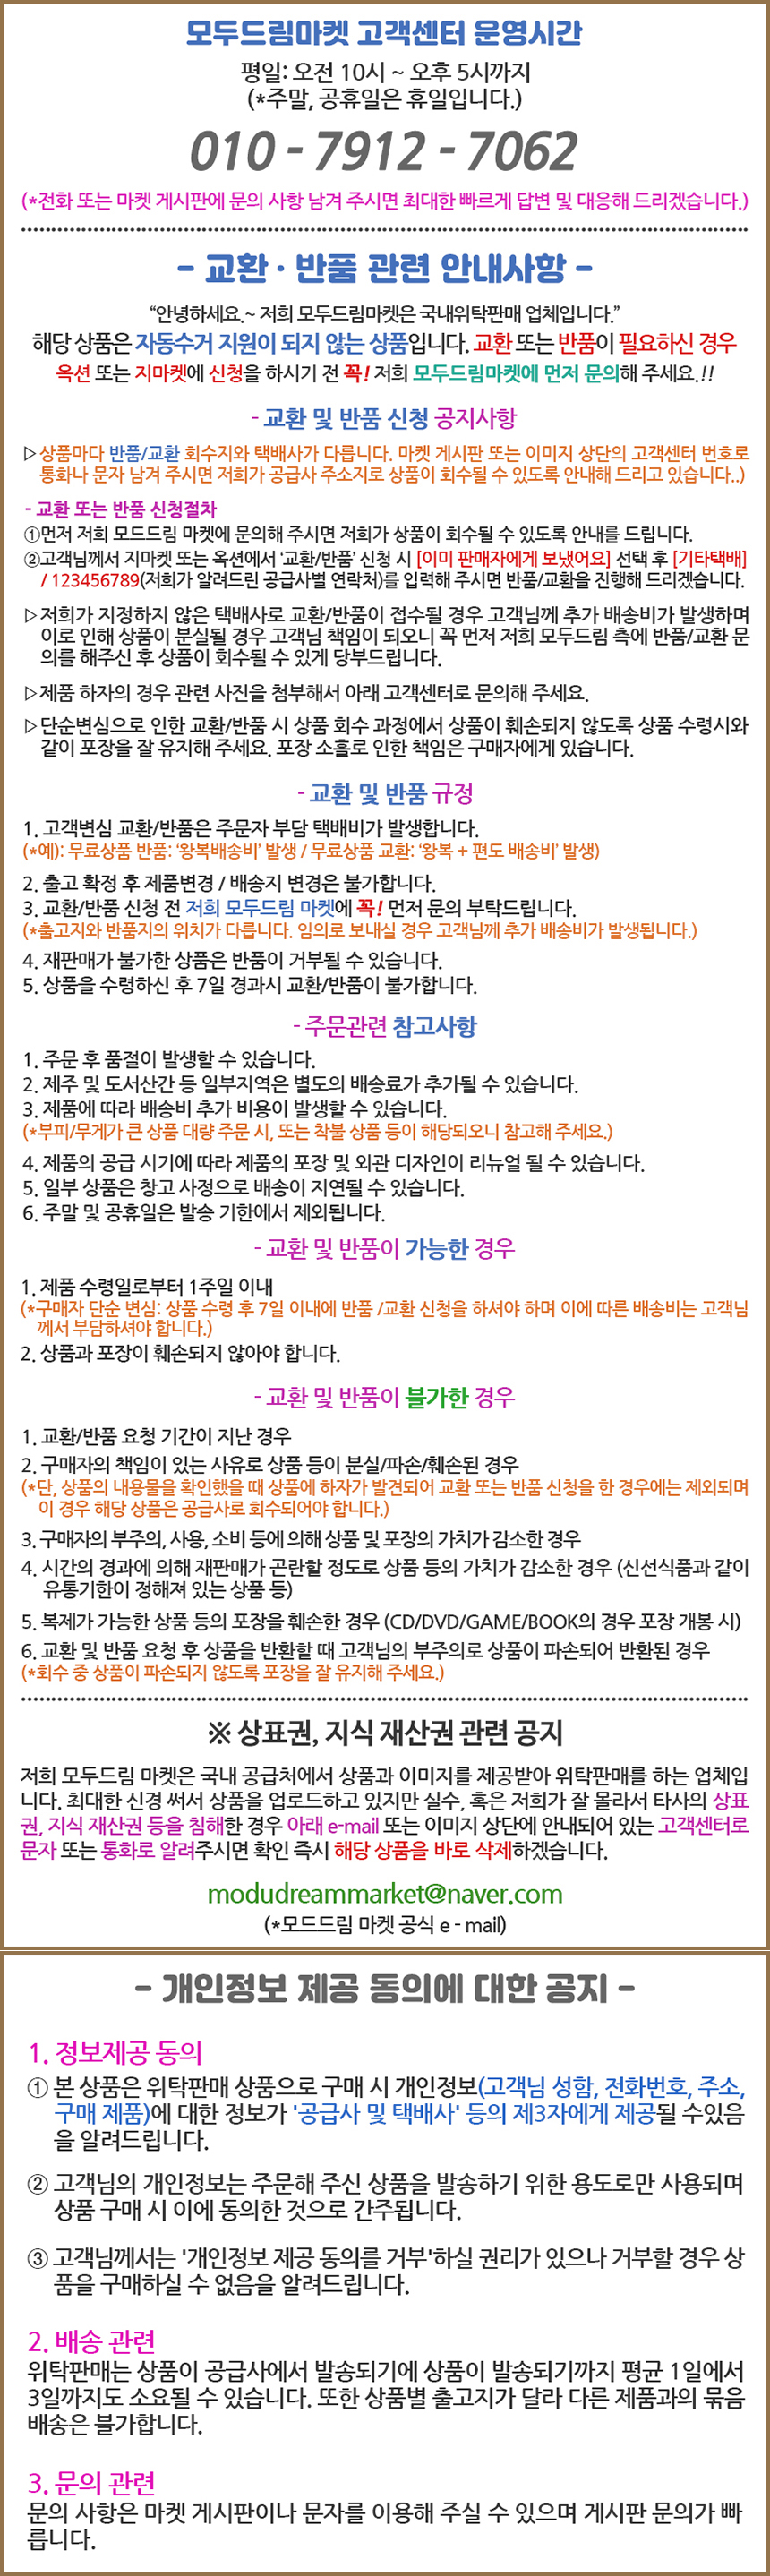 모두드림마켓 고객센터 운영시간
평일: 오전 10시 ~ 오후 5시까지
(*주말, 공휴일은 휴일입니다.)
010 - 7912 - 7062
(*전화 또는 마켓 게시판에 문의 사항 남겨 주시면 최대한 빠르게 답변 및 대응해 드리겠습니다.)
- 교환 · 반품 관련 안내사항 -
“안녕하세요.~ 저희 모두드림마켓은 국내위탁판매 업체입니다.”
해당 상품은 자동수거 지원이 되지 않는 상품입니다. 교환 또는 반품이 필요하신 경우
옥션 또는 지마켓에 신청을 하시기 전 꼭! 저희 모두드림마켓에 먼저 문의해 주세요.!!
- 교환 및 반품 신청 공지사항
▷상품마다 반품/교환 회수지와 택배사가 다릅니다. 마켓 게시판 또는 이미지 상단의 고객센터 번호로
통화나 문자 남겨 주시면 저희가 공급사 주소지로 상품이 회수될 수 있도록 안내해 드리고 있습니다..)
- 교환 또는 반품 신청절차
①먼저 저희 모드드림 마켓에 문의해 주시면 저희가 상품이 회수될 수 있도록 안내를 드립니다.
②고객님께서 지마켓 또는 옥션에서 ‘교환/반품’ 신청 시 [이미 판매자에게 보냈어요] 선택 후 [기타택배]
/ 123456789(저희가 알려드린 공급사별 연락처)를 입력해 주시면 반품/교환을 진행해 드리겠습니다.
▷저희가 지정하지 않은 택배사로 교환/반품이 접수될 경우 고객님께 추가 배송비가 발생하며
이로 인해 상품이 분실될 경우 고객님 책임이 되오니 꼭 먼저 저희 모두드림 측에 반품/교환 문
의를 해주신 후 상품이 회수될 수 있게 당부드립니다.
▷제품 하자의 경우 관련 사진을 첨부해서 아래 고객센터로 문의해 주세요.
▷단순변심으로 인한 교환/반품 시 상품 회수 과정에서 상품이 훼손되지 않도록 상품 수령시와
같이 포장을 잘 유지해 주세요. 포장 소홀로 인한 책임은 구매자에게 있습니다.
- 교환 및 반품 규정
1. 고객변심 교환/반품은 주문자 부담 택배비가 발생합니다.
(*예): 무료상품 반품: ‘왕복배송비’ 발생 / 무료상품 교환: ‘왕복 + 편도 배송비’ 발생)
2. 출고 확정 후 제품변경 / 배송지 변경은 불가합니다.
3. 교환/반품 신청 전 저희 모두드림 마켓에 꼭! 먼저 문의 부탁드립니다.
(*출고지와 반품지의 위치가 다릅니다. 임의로 보내실 경우 고객님께 추가 배송비가 발생됩니다.)
4. 재판매가 불가한 상품은 반품이 거부될 수 있습니다.
5. 상품을 수령하신 후 7일 경과시 교환/반품이 불가합니다.
- 주문관련 참고사항
1. 주문 후 품절이 발생할 수 있습니다.
2. 제주 및 도서산간 등 일부지역은 별도의 배송료가 추가될 수 있습니다.
3. 제품에 따라 배송비 추가 비용이 발생할 수 있습니다.
(*부피/무게가 큰 상품 대량 주문 시, 또는 착불 상품 등이 해당되오니 참고해 주세요.)
4. 제품의 공급 시기에 따라 제품의 포장 및 외관 디자인이 리뉴얼 될 수 있습니다.
5. 일부 상품은 창고 사정으로 배송이 지연될 수 있습니다.
6. 주말 및 공휴일은 발송 기한에서 제외됩니다.
- 교환 및 반품이 가능한 경우
1. 제품 수령일로부터 1주일 이내
(*구매자 단순 변심: 상품 수령 후 7일 이내에 반품 /교환 신청을 하셔야 하며 이에 따른 배송비는 고객님
께서 부담하셔야 합니다.)
2. 상품과 포장이 훼손되지 않아야 합니다.
- 교환 및 반품이 불가한 경우
1. 교환/반품 요청 기간이 지난 경우
2. 구매자의 책임이 있는 사유로 상품 등이 분실/파손/훼손된 경우
(*단, 상품의 내용물을 확인했을 때 상품에 하자가 발견되어 교환 또는 반품 신청을 한 경우에는 제외되며
이 경우 해당 상품은 공급사로 회수되어야 합니다.)
3. 구매자의 부주의, 사용, 소비 등에 의해 상품 및 포장의 가치가 감소한 경우
4. 시간의 경과에 의해 재판매가 곤란할 정도로 상품 등의 가치가 감소한 경우 (신선식품과 같이
유통기한이 정해져 있는 상품 등)
5. 복제가 가능한 상품 등의 포장을 훼손한 경우 (CD/DVD/GAME/BOOK의 경우 포장 개봉 시)
6. 교환 및 반품 요청 후 상품을 반환할 때 고객님의 부주의로 상품이 파손되어 반환된 경우
(*회수 중 상품이 파손되지 않도록 포장을 잘 유지해 주세요.)
※ 상표권, 지식 재산권 관련 공지
저희 모두드림 마켓은 국내 공급처에서 상품과 이미지를 제공받아 위탁판매를 하는 업체입
니다. 최대한 신경 써서 상품을 업로드하고 있지만 실수, 혹은 저희가 잘 몰라서 타사의 상표
권, 지식 재산권 등을 침해한 경우 아래 e-mail 또는 이미지 상단에 안내되어 있는 고객센터로
문자 또는 통화로 알려주시면 확인 즉시 해당 상품을 바로 삭제하겠습니다.
modudreammarket@naver.com
(*모드드림 마켓 공식 e - mail)
- 개인정보 제공 동의에 대한 공지 -
1. 정보제공 동의
① 본 상품은 위탁판매 상품으로 구매 시 개인정보(고객님 성함, 전화번호, 주소,
구매 제품)에 대한 정보가 '공급사 및 택배사' 등의 제3자에게 제공될 수있음
을 알려드립니다.
② 고객님의 개인정보는 주문해 주신 상품을 발송하기 위한 용도로만 사용되며
상품 구매 시 이에 동의한 것으로 간주됩니다.
③ 고객님께서는 '개인정보 제공 동의를 거부'하실 권리가 있으나 거부할 경우 상
품을 구매하실 수 없음을 알려드립니다.
2. 배송 관련
위탁판매는 상품이 공급사에서 발송되기에 상품이 발송되기까지 평균 1일에서
3일까지도 소요될 수 있습니다. 또한 상품별 출고지가 달라 다른 제품과의 묶음
배송은 불가합니다.
3. 문의 관련
문의 사항은 마켓 게시판이나 문자를 이용해 주실 수 있으며 게시판 문의가 빠
릅니다.